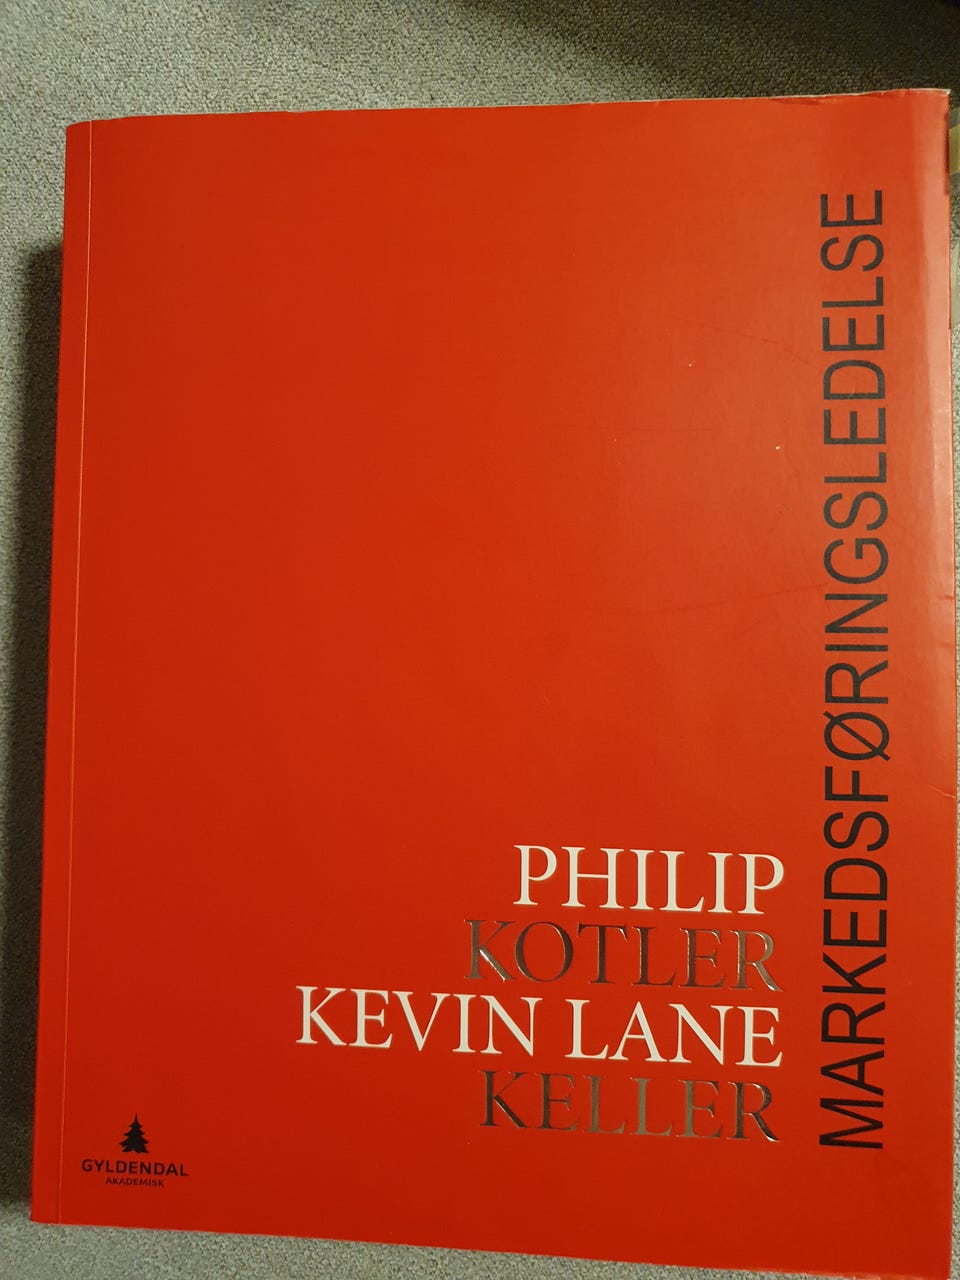 MARKEDSFØRINGSLEDELSE
PHILIP
KOTLER
KEVIN LANE
KELLER
GYLDENDAL
AKADEMISK